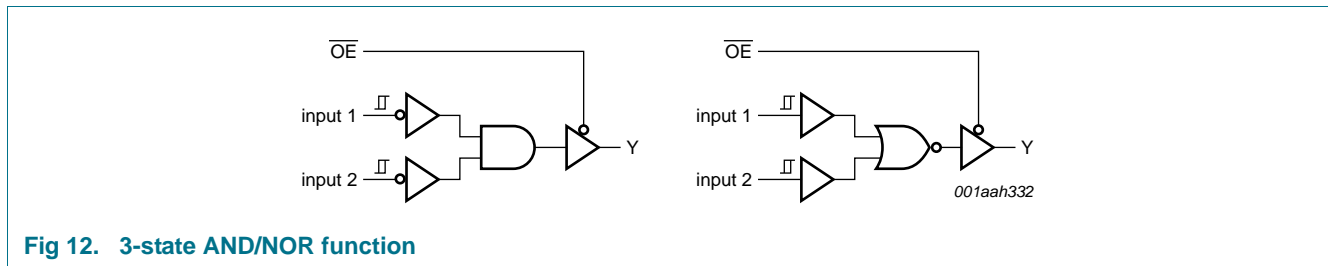 OE
input 1
input 2
Y
OE
input 1
input 2
Y
001aah332
Fig 12. 3-state AND/NOR function